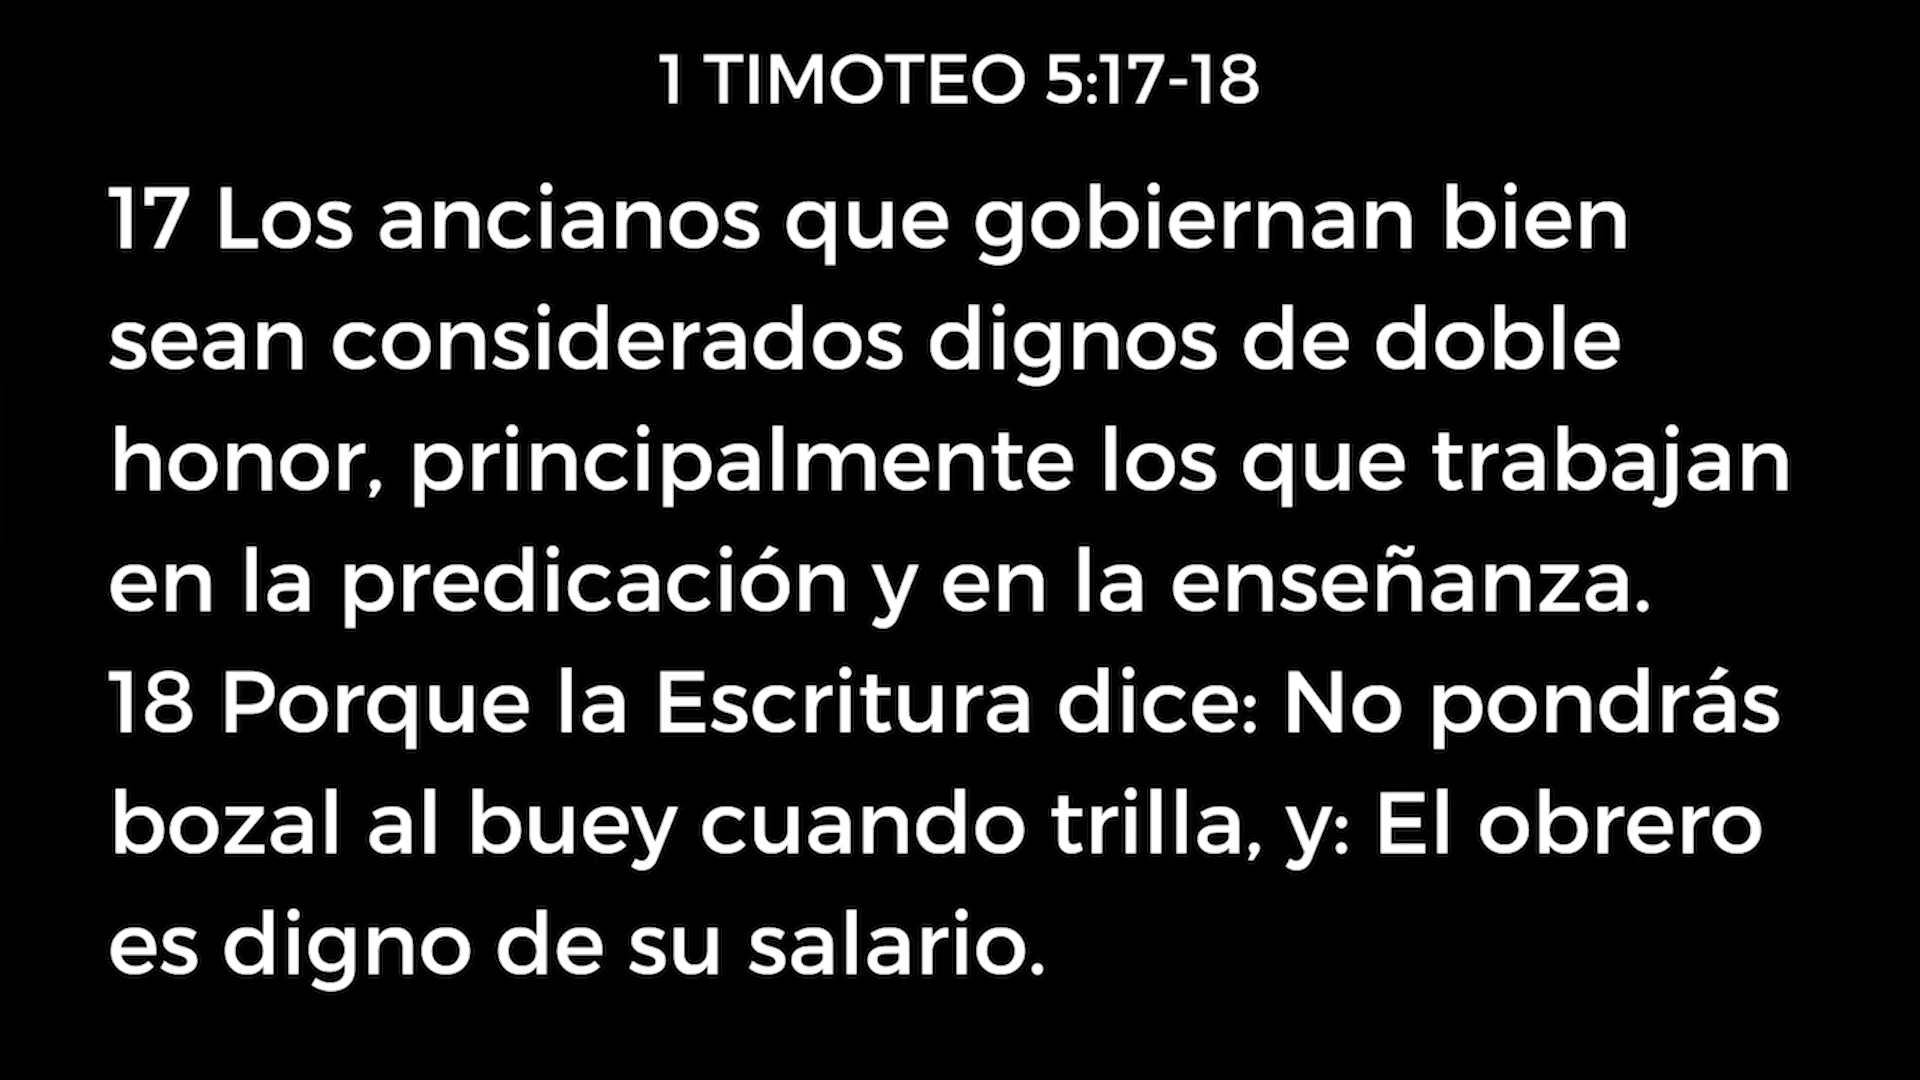 1 TIMOTEO 5:17-18
17 Los ancianos que gobiernan bien
sean considerados dignos de doble
honor, principalmente los que trabajan
en la predicación y en la enseñanza.
18 Porque la Escritura dice: No pondrás
bozal al buey cuando trilla, y: El obrero
es digno de su salario.